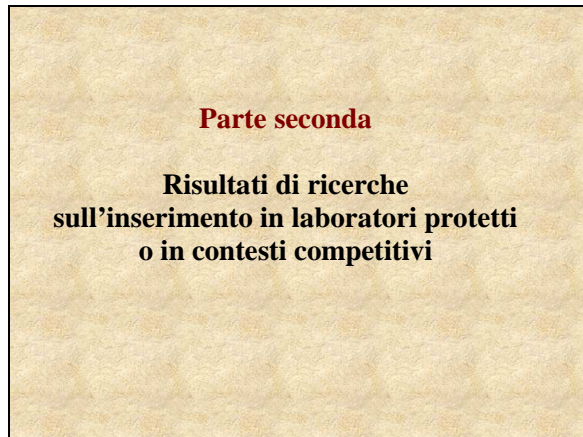 Parte seconda
Risultati di ricerche
sull'inserimento in laboratori protetti
o in contesti competitivi